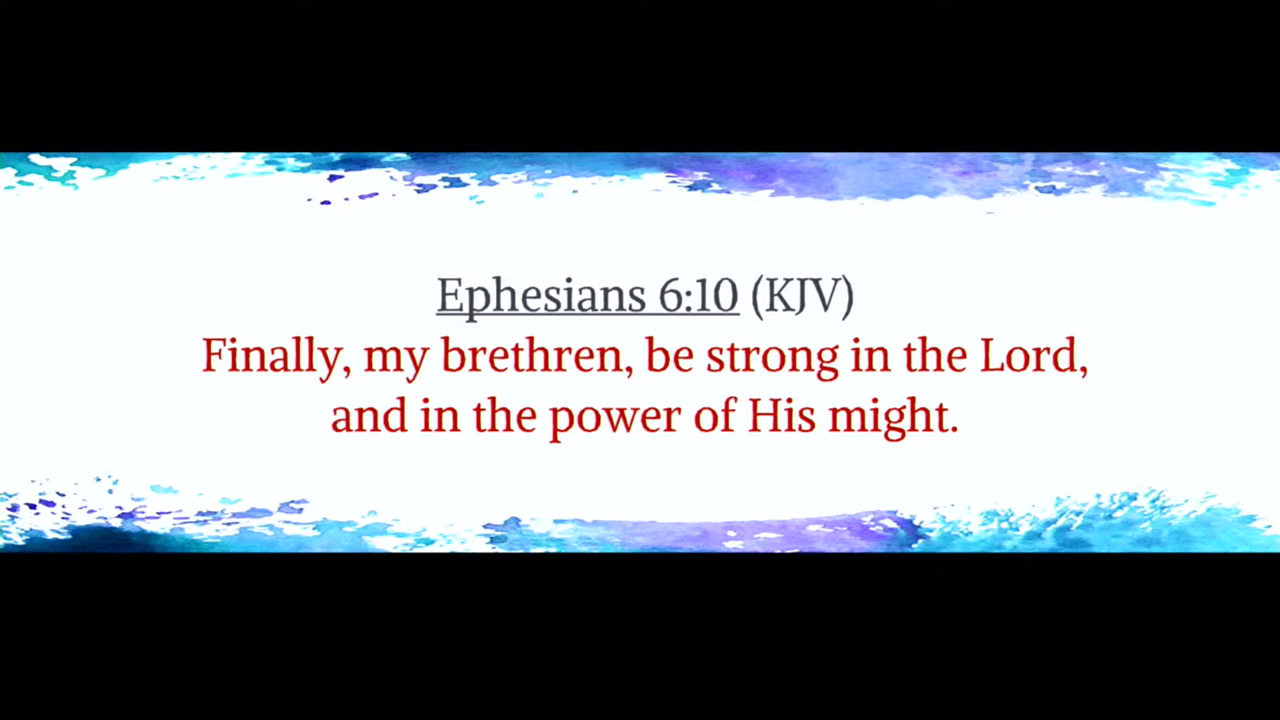 Ephesians 6:10 (KJV)
Finally, my brethren, be strong in the Lord,
and in the power of His might.